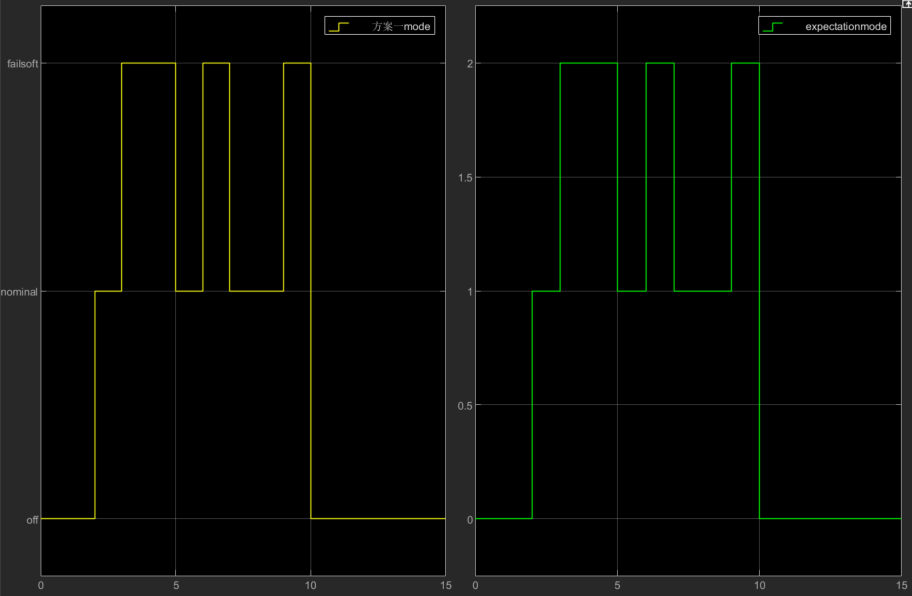 方案一mode
failsoft
nominal
off
0
5
10
15
expectationmode
2
1.5
1
0.5
0
0
5
10
15